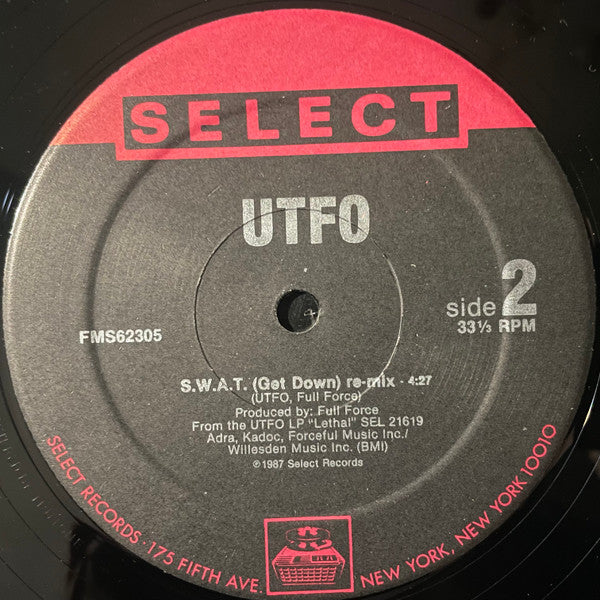 SELECT
UTFO
side 2
33⅓ RPM
FMS62305
S.W.A.T. (Get Down) re-mix - 4:27
(UTFO, Full Force)
Produced by: Full Force
From the UTFO LP "Lethal" SEL 21619
Adra, Kadoc, Forceful Music Inc./
Willesden Music Inc. (BMI)
℗1987 Select Records
SELECT RECORDS 175 FIFTH AVE. NEW YORK, NEW YORK 10010